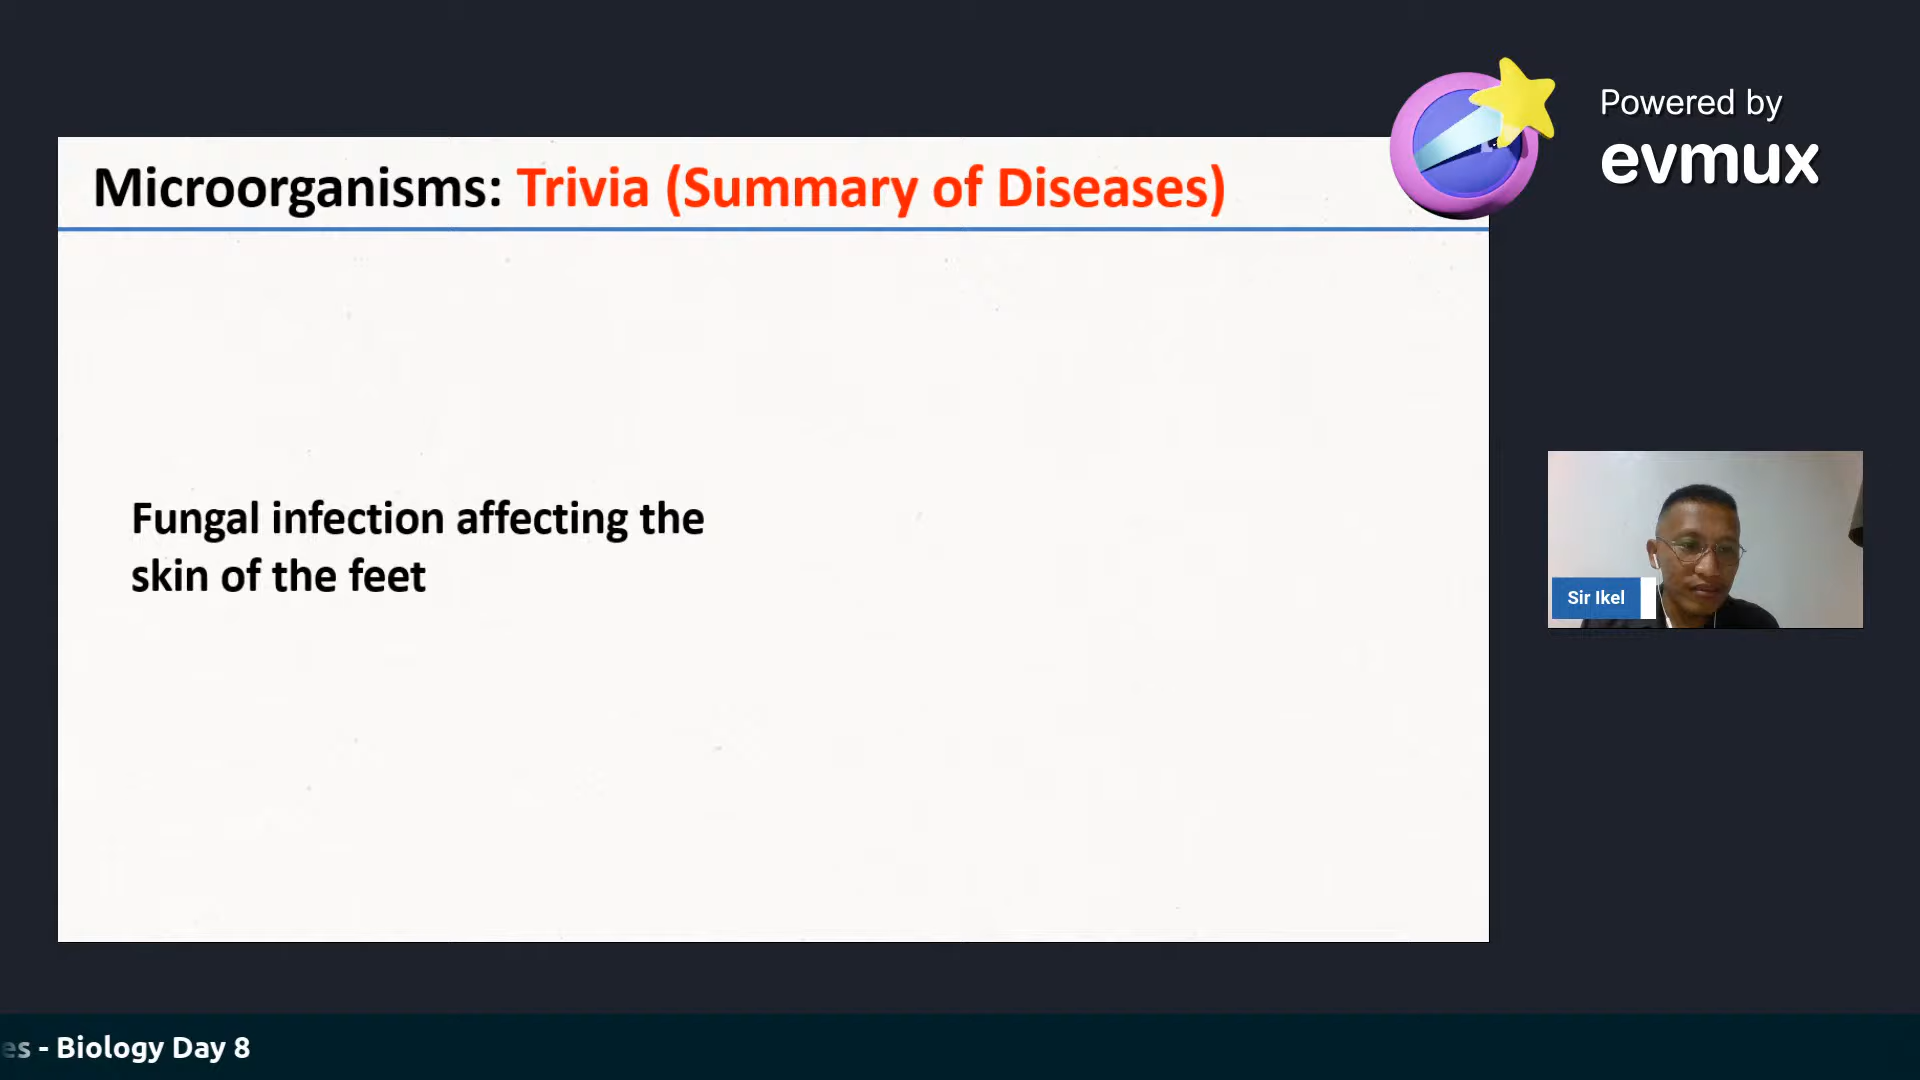 Powered by
evmux
Microorganisms: Trivia (Summary of Diseases)
Fungal infection affecting the
skin of the feet
Sir Ikel
es - Biology Day 8